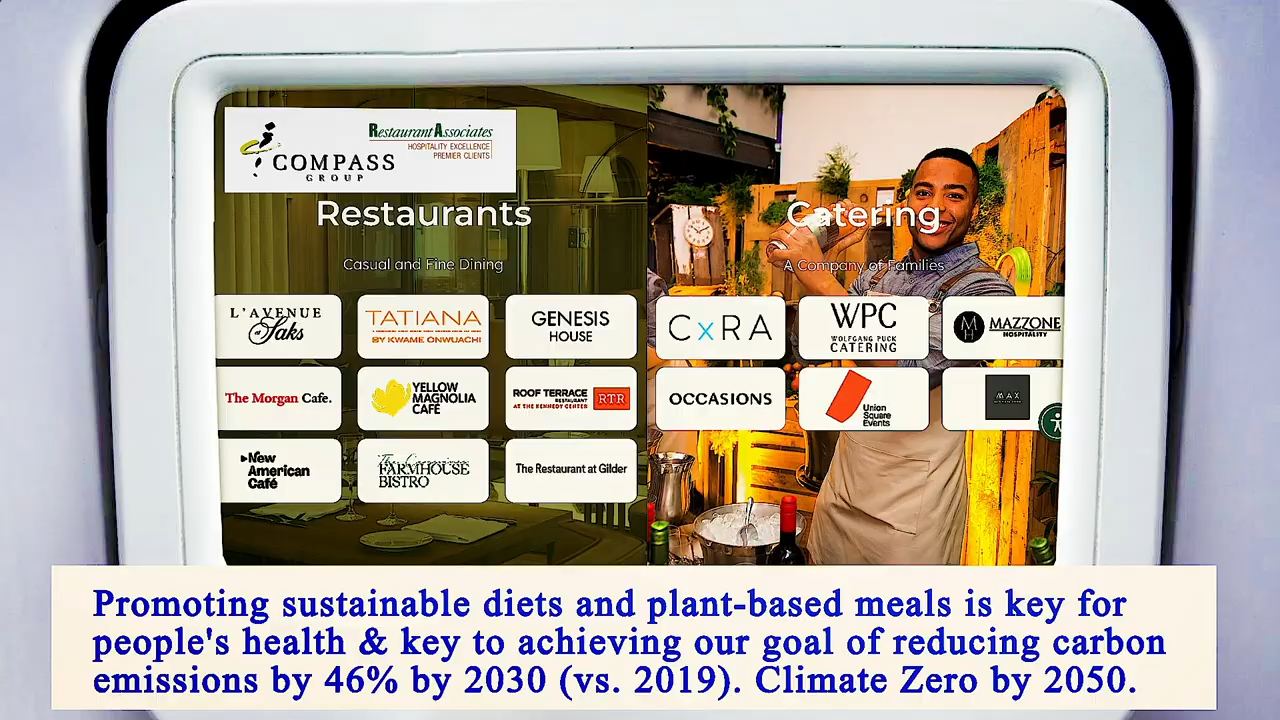 COMPASS
GROUP
Restaurant Associates
HOSPITALITY EXCELLENCE
PREMIER CLIENTS
Restaurants
Casual and Fine Dining
L'AVENUE
Saks
TATIANA
BY KWAME ONWUACHI
GENESIS
HOUSE
The Morgan Cafe.
YELLOW
MAGNOLIA
CAFÉ
ROOF TERRACE
RESTAURANT
AT THE KENNEDY CENTER
RTR
New
American
Café
FARMHOUSE
BISTRO
The Restaurant at Gilder
Catering
A Company of Families
CxRA
WPC
WOLFGANG PUCK
CATERING
MH
MAZZONE
HOSPITALITY
OCCASIONS
Union
Square
Events
MAX
Promoting sustainable diets and plant-based meals is key for
people's health & key to achieving our goal of reducing carbon
emissions by 46% by 2030 (vs. 2019). Climate Zero by 2050.